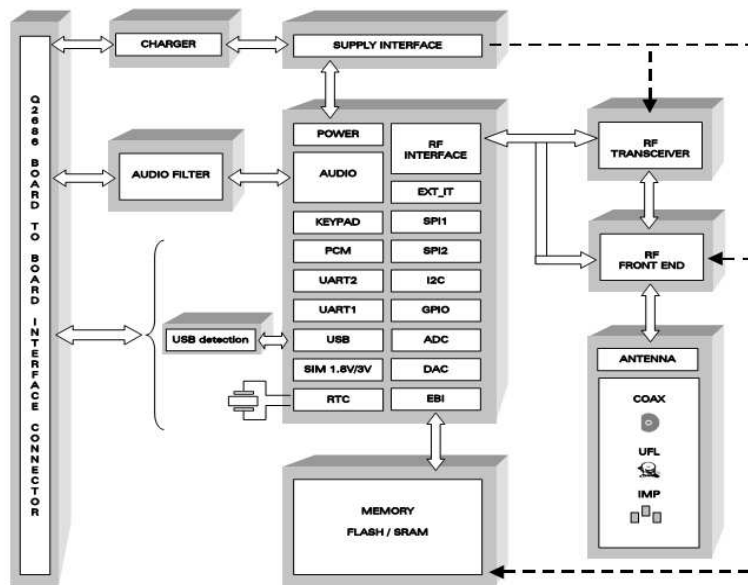 Q2686 BOARD TO BOARD INTERFACE CONNECTOR
CHARGER
SUPPLY INTERFACE
AUDIO FILTER
USB detection
POWER
AUDIO
KEYPAD
PCM
UART2
UART1
USB
SIM 1.8V/3V
RTC
RF
INTERFACE
EXT_IT
SPI1
SPI2
I2C
GPIO
ADC
DAC
EBI
MEMORY
FLASH / SRAM
RF
TRANSCEIVER
RF
FRONT END
ANTENNA
COAX
UFL
IMP